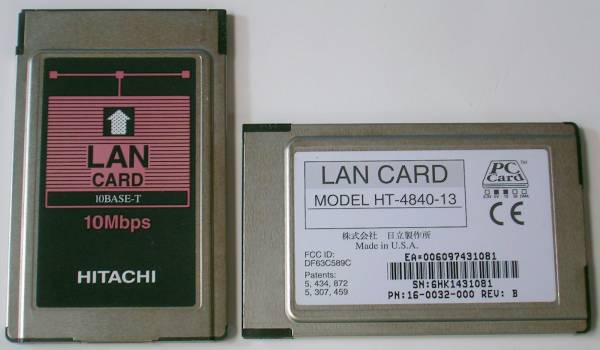 LAN
CARD
10BASE-T
10Mbps
HITACHI
LAN CARD
MODEL HT-4840-13
PC
Card
TM
CE
株式会社 日立製作所
Made in U.S.A.
FCC ID:
DF63C589C
Patents:
5, 434, 872
5, 307, 459
EA=006097431081
SN:6HK1431081
PN:16-0032-000 REV: B